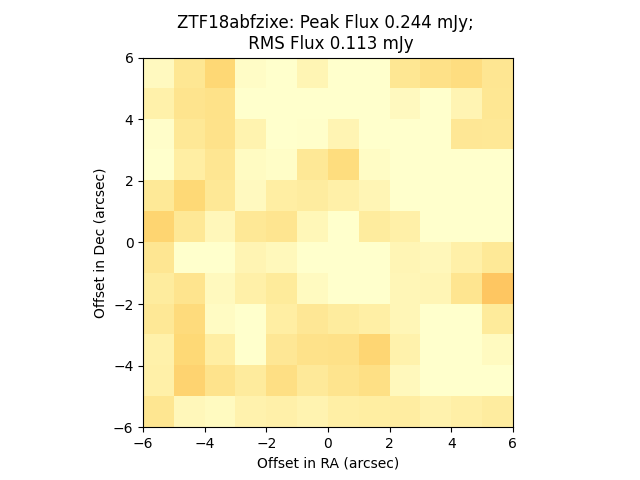 ZTF18abfzixe: Peak Flux 0.244 mJy;
RMS Flux 0.113 mJy
6
4
2
0
−2
−4
−6
Offset in Dec (arcsec)
−6 −4 −2 0 2 4 6
Offset in RA (arcsec)